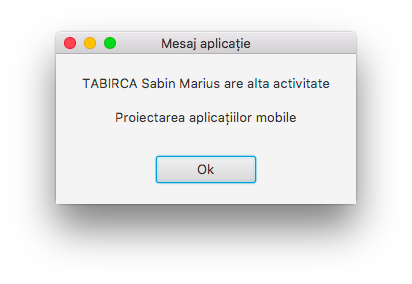 Mesaj aplicație
TABIRCA Sabin Marius are alta activitate
Proiectarea aplicațiilor mobile
Ok